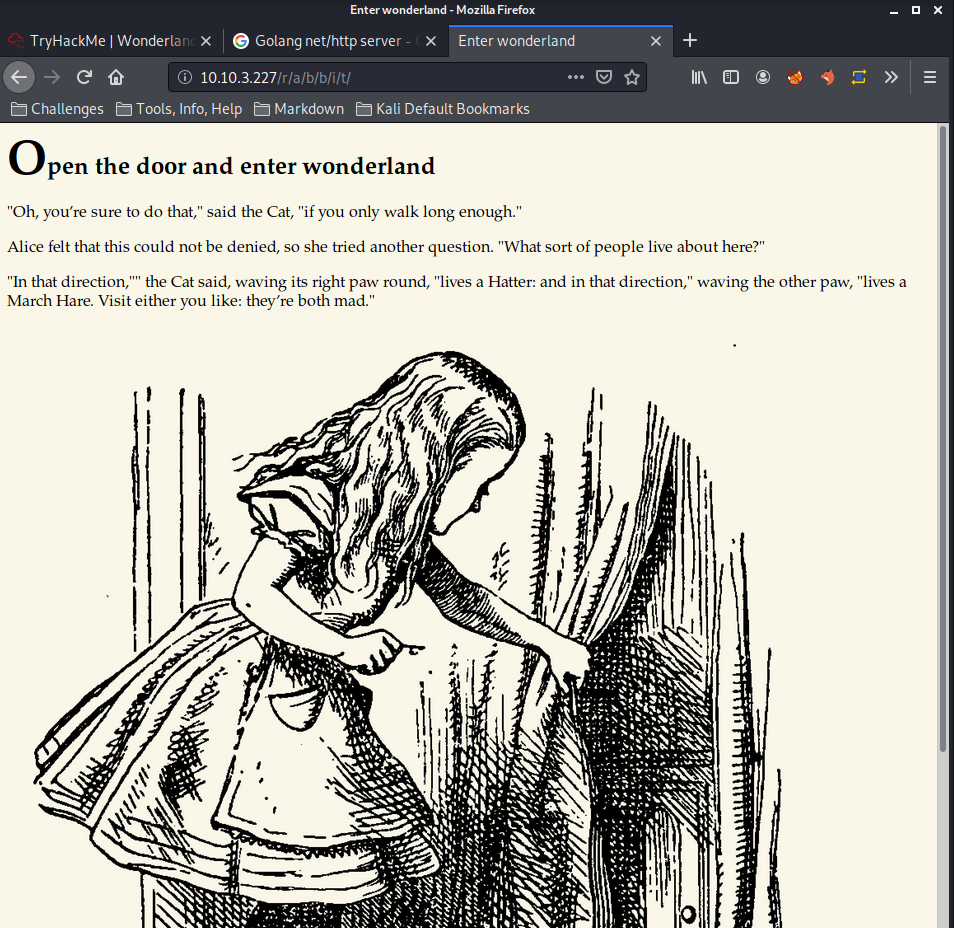 Enter wonderland - Mozilla Firefox
TryHackMe | Wonderlan
Golang net/http server -
Enter wonderland
10.10.3.227/r/a/b/b/i/t/
Challenges Tools, Info, Help Markdown Kali Default Bookmarks
Open the door and enter wonderland
"Oh, you’re sure to do that," said the Cat, "if you only walk long enough."
Alice felt that this could not be denied, so she tried another question. "What sort of people live about here?"
"In that direction,"" the Cat said, waving its right paw round, "lives a Hatter: and in that direction," waving the other paw, "lives a
March Hare. Visit either you like: they’re both mad."